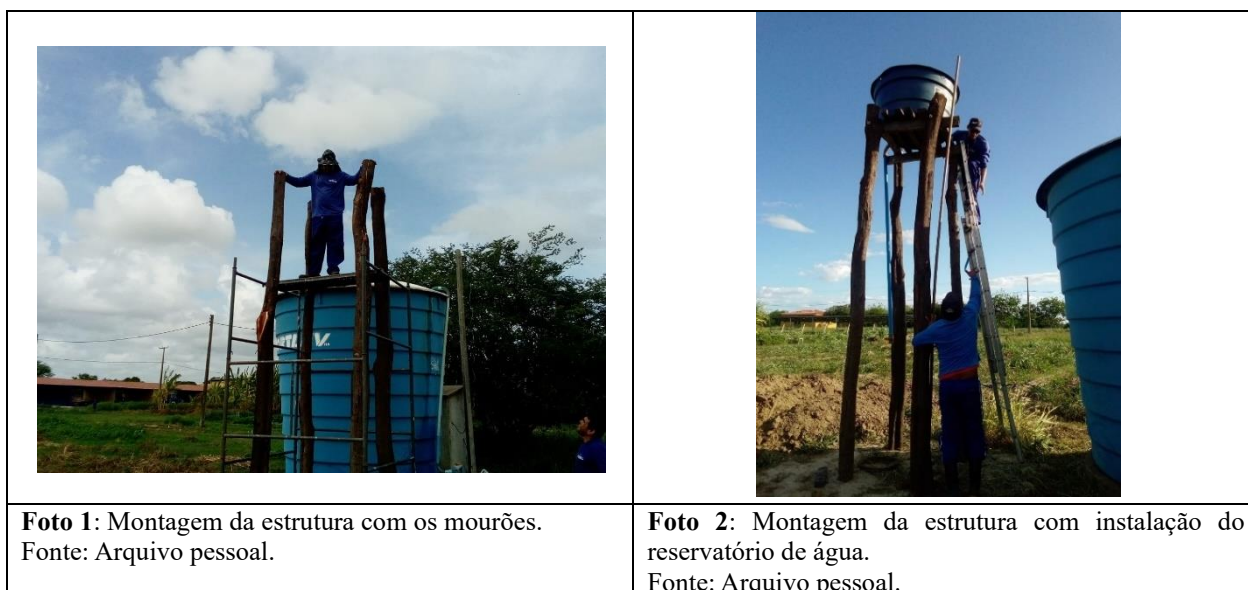 Foto 1: Montagem da estrutura com os mourões.
Fonte: Arquivo pessoal.
Foto 2: Montagem da estrutura com instalação do
reservatório de água.
Fonte: Arquivo pessoal.